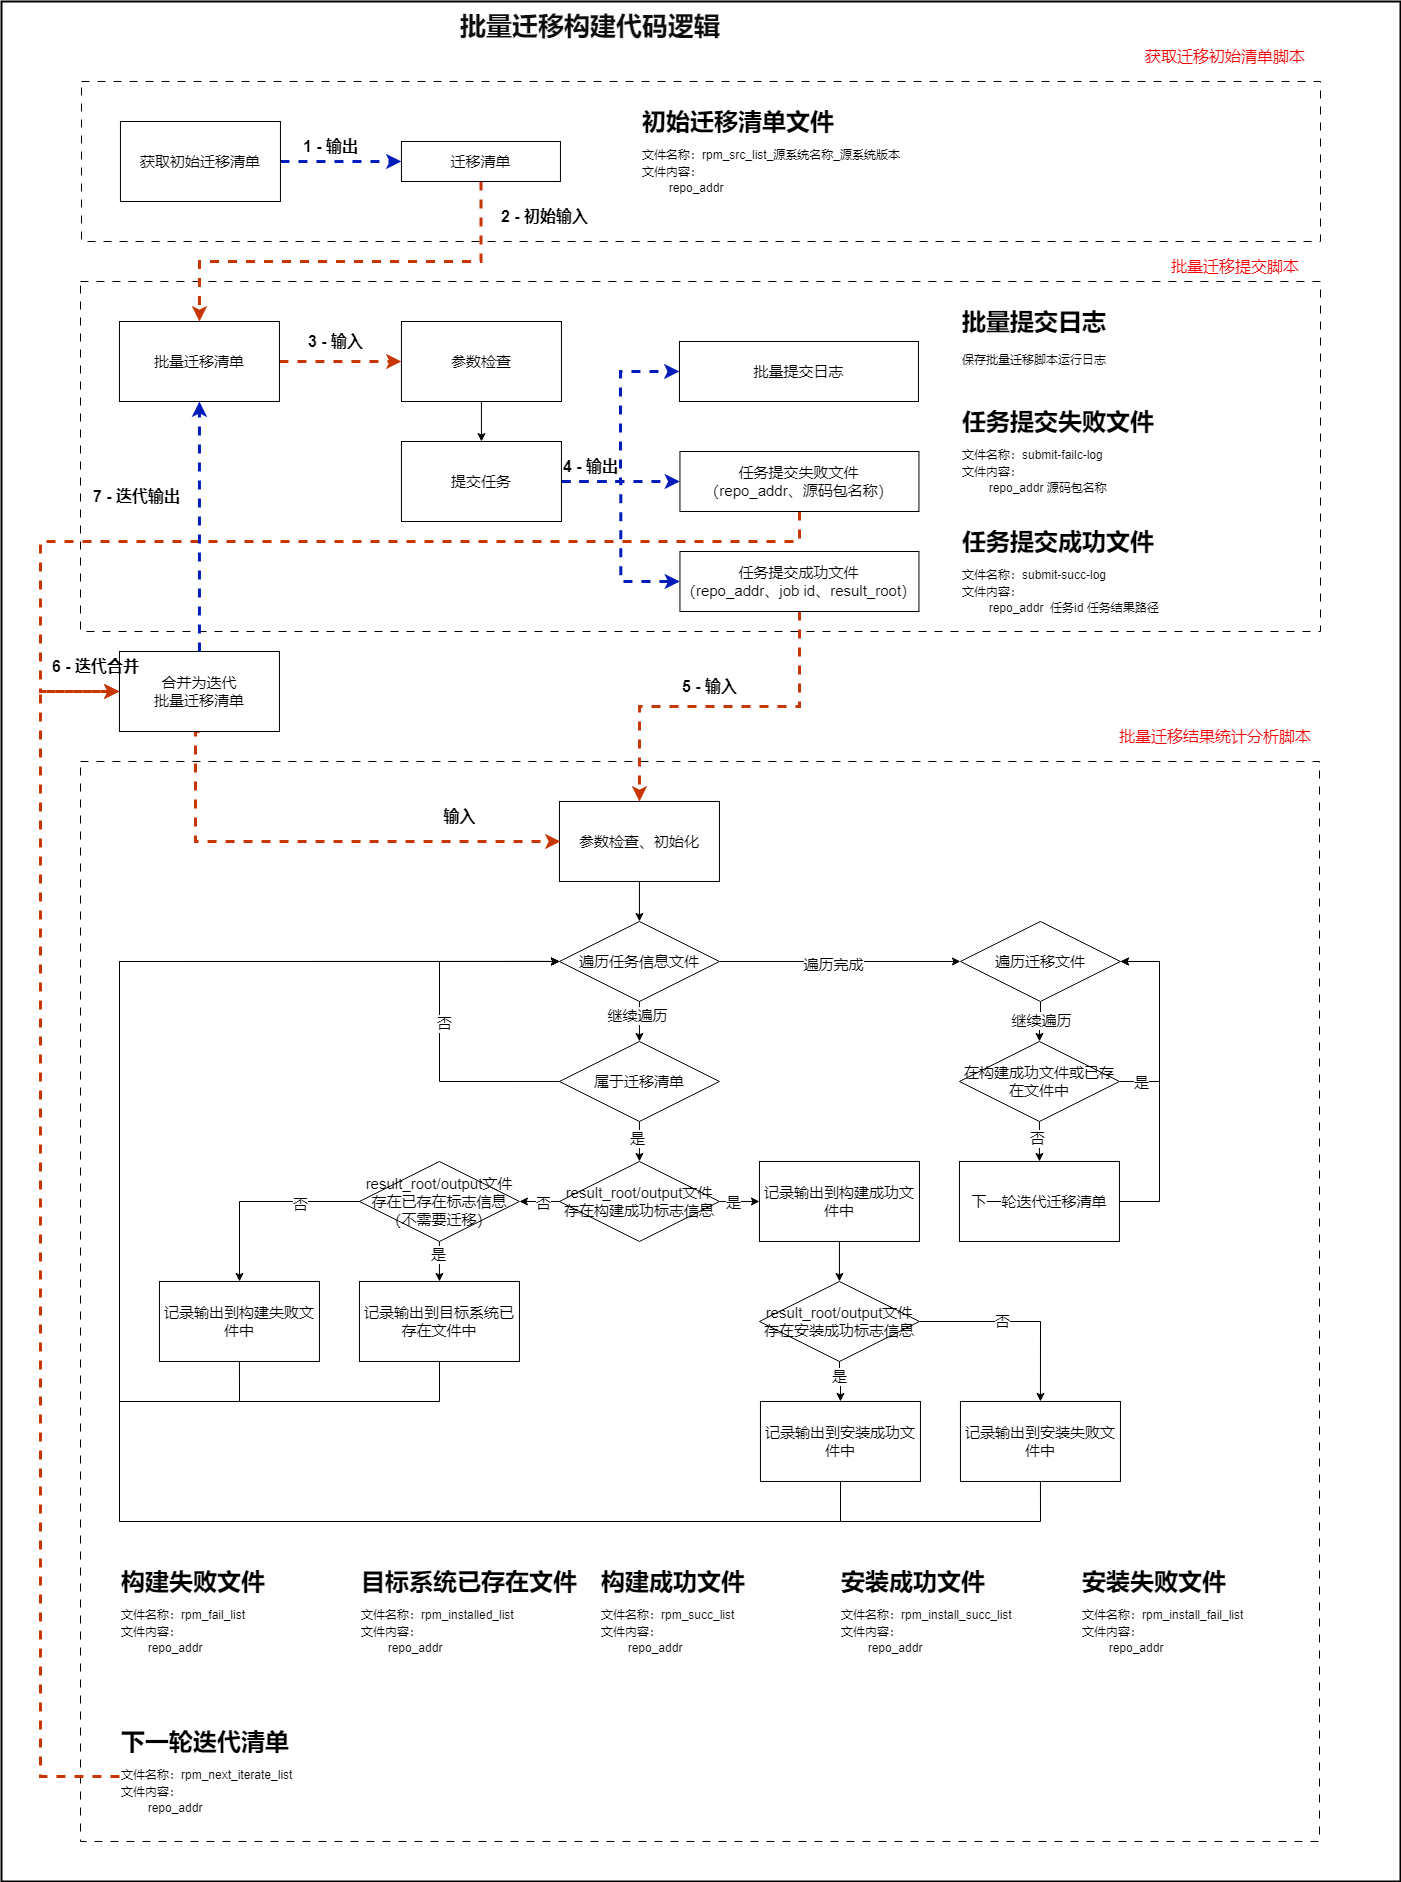 批量迁移构建代码逻辑
获取迁移初始清单脚本
获取初始迁移清单
1 - 输出
迁移清单
2 - 初始输入
初始迁移清单文件
文件名称：rpm_src_list_源系统名称_源系统版本
文件内容：
repo_addr
批量迁移提交脚本
批量迁移清单
3 - 输入
参数检查
提交任务
4 - 输出
批量提交日志
任务提交失败文件
（repo_addr、源码包名称）
任务提交成功文件
（repo_addr、job id、result_root）
批量提交日志
保存批量迁移脚本运行日志
任务提交失败文件
文件名称：submit-failc-log
文件内容：
repo_addr 源码包名称
任务提交成功文件
文件名称：submit-succ-log
文件内容：
repo_addr 任务id 任务结果路径
7 - 迭代输出
6 - 迭代合并
合并为迭代
批量迁移清单
5 - 输入
批量迁移结果统计分析脚本
输入
参数检查、初始化
遍历任务信息文件
遍历完成
遍历迁移文件
继续遍历
继续遍历
否
属于迁移清单
在构建成功文件或已存
在文件中
是
是
否
result_root/output文件
存在已存在标志信息
（不需要迁移）
否
否
result_root/output文件
存在构建成功标志信息
是
记录输出到构建成功文
件中
下一轮迭代迁移清单
是
记录输出到构建失败文
件中
记录输出到目标系统已
存在文件中
result_root/output文件
存在安装成功标志信息
否
是
记录输出到安装成功文
件中
记录输出到安装失败文
件中
构建失败文件
文件名称：rpm_fail_list
文件内容：
repo_addr
目标系统已存在文件
文件名称：rpm_installed_list
文件内容：
repo_addr
构建成功文件
文件名称：rpm_succ_list
文件内容：
repo_addr
安装成功文件
文件名称：rpm_install_succ_list
文件内容：
repo_addr
安装失败文件
文件名称：rpm_install_fail_list
文件内容：
repo_addr
下一轮迭代清单
文件名称：rpm_next_iterate_list
文件内容：
repo_addr